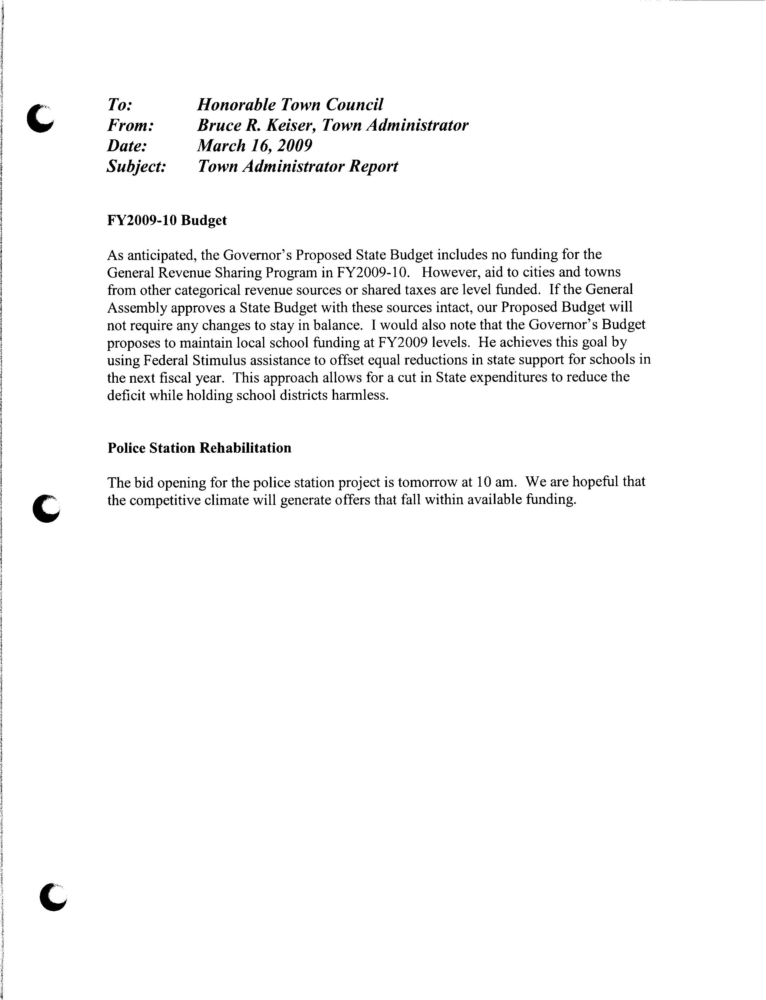 To: Honorable Town Council
From: Bruce R. Keiser, Town Administrator
Date: March 16, 2009
Subject: Town Administrator Report
FY2009-10 Budget
As anticipated, the Governor's Proposed State Budget includes no funding for the
General Revenue Sharing Program in FY2009-10. However, aid to cities and towns
from other categorical revenue sources or shared taxes are level funded. If the General
Assembly approves a State Budget with these sources intact, our Proposed Budget will
not require any changes to stay in balance. I would also note that the Governor's Budget
proposes to maintain local school funding at FY2009 levels. He achieves this goal by
using Federal Stimulus assistance to offset equal reductions in state support for schools in
the next fiscal year. This approach allows for a cut in State expenditures to reduce the
deficit while holding school districts harmless.
Police Station Rehabilitation
The bid opening for the police station project is tomorrow at 10 am. We are hopeful that
the competitive climate will generate offers that fall within available funding.